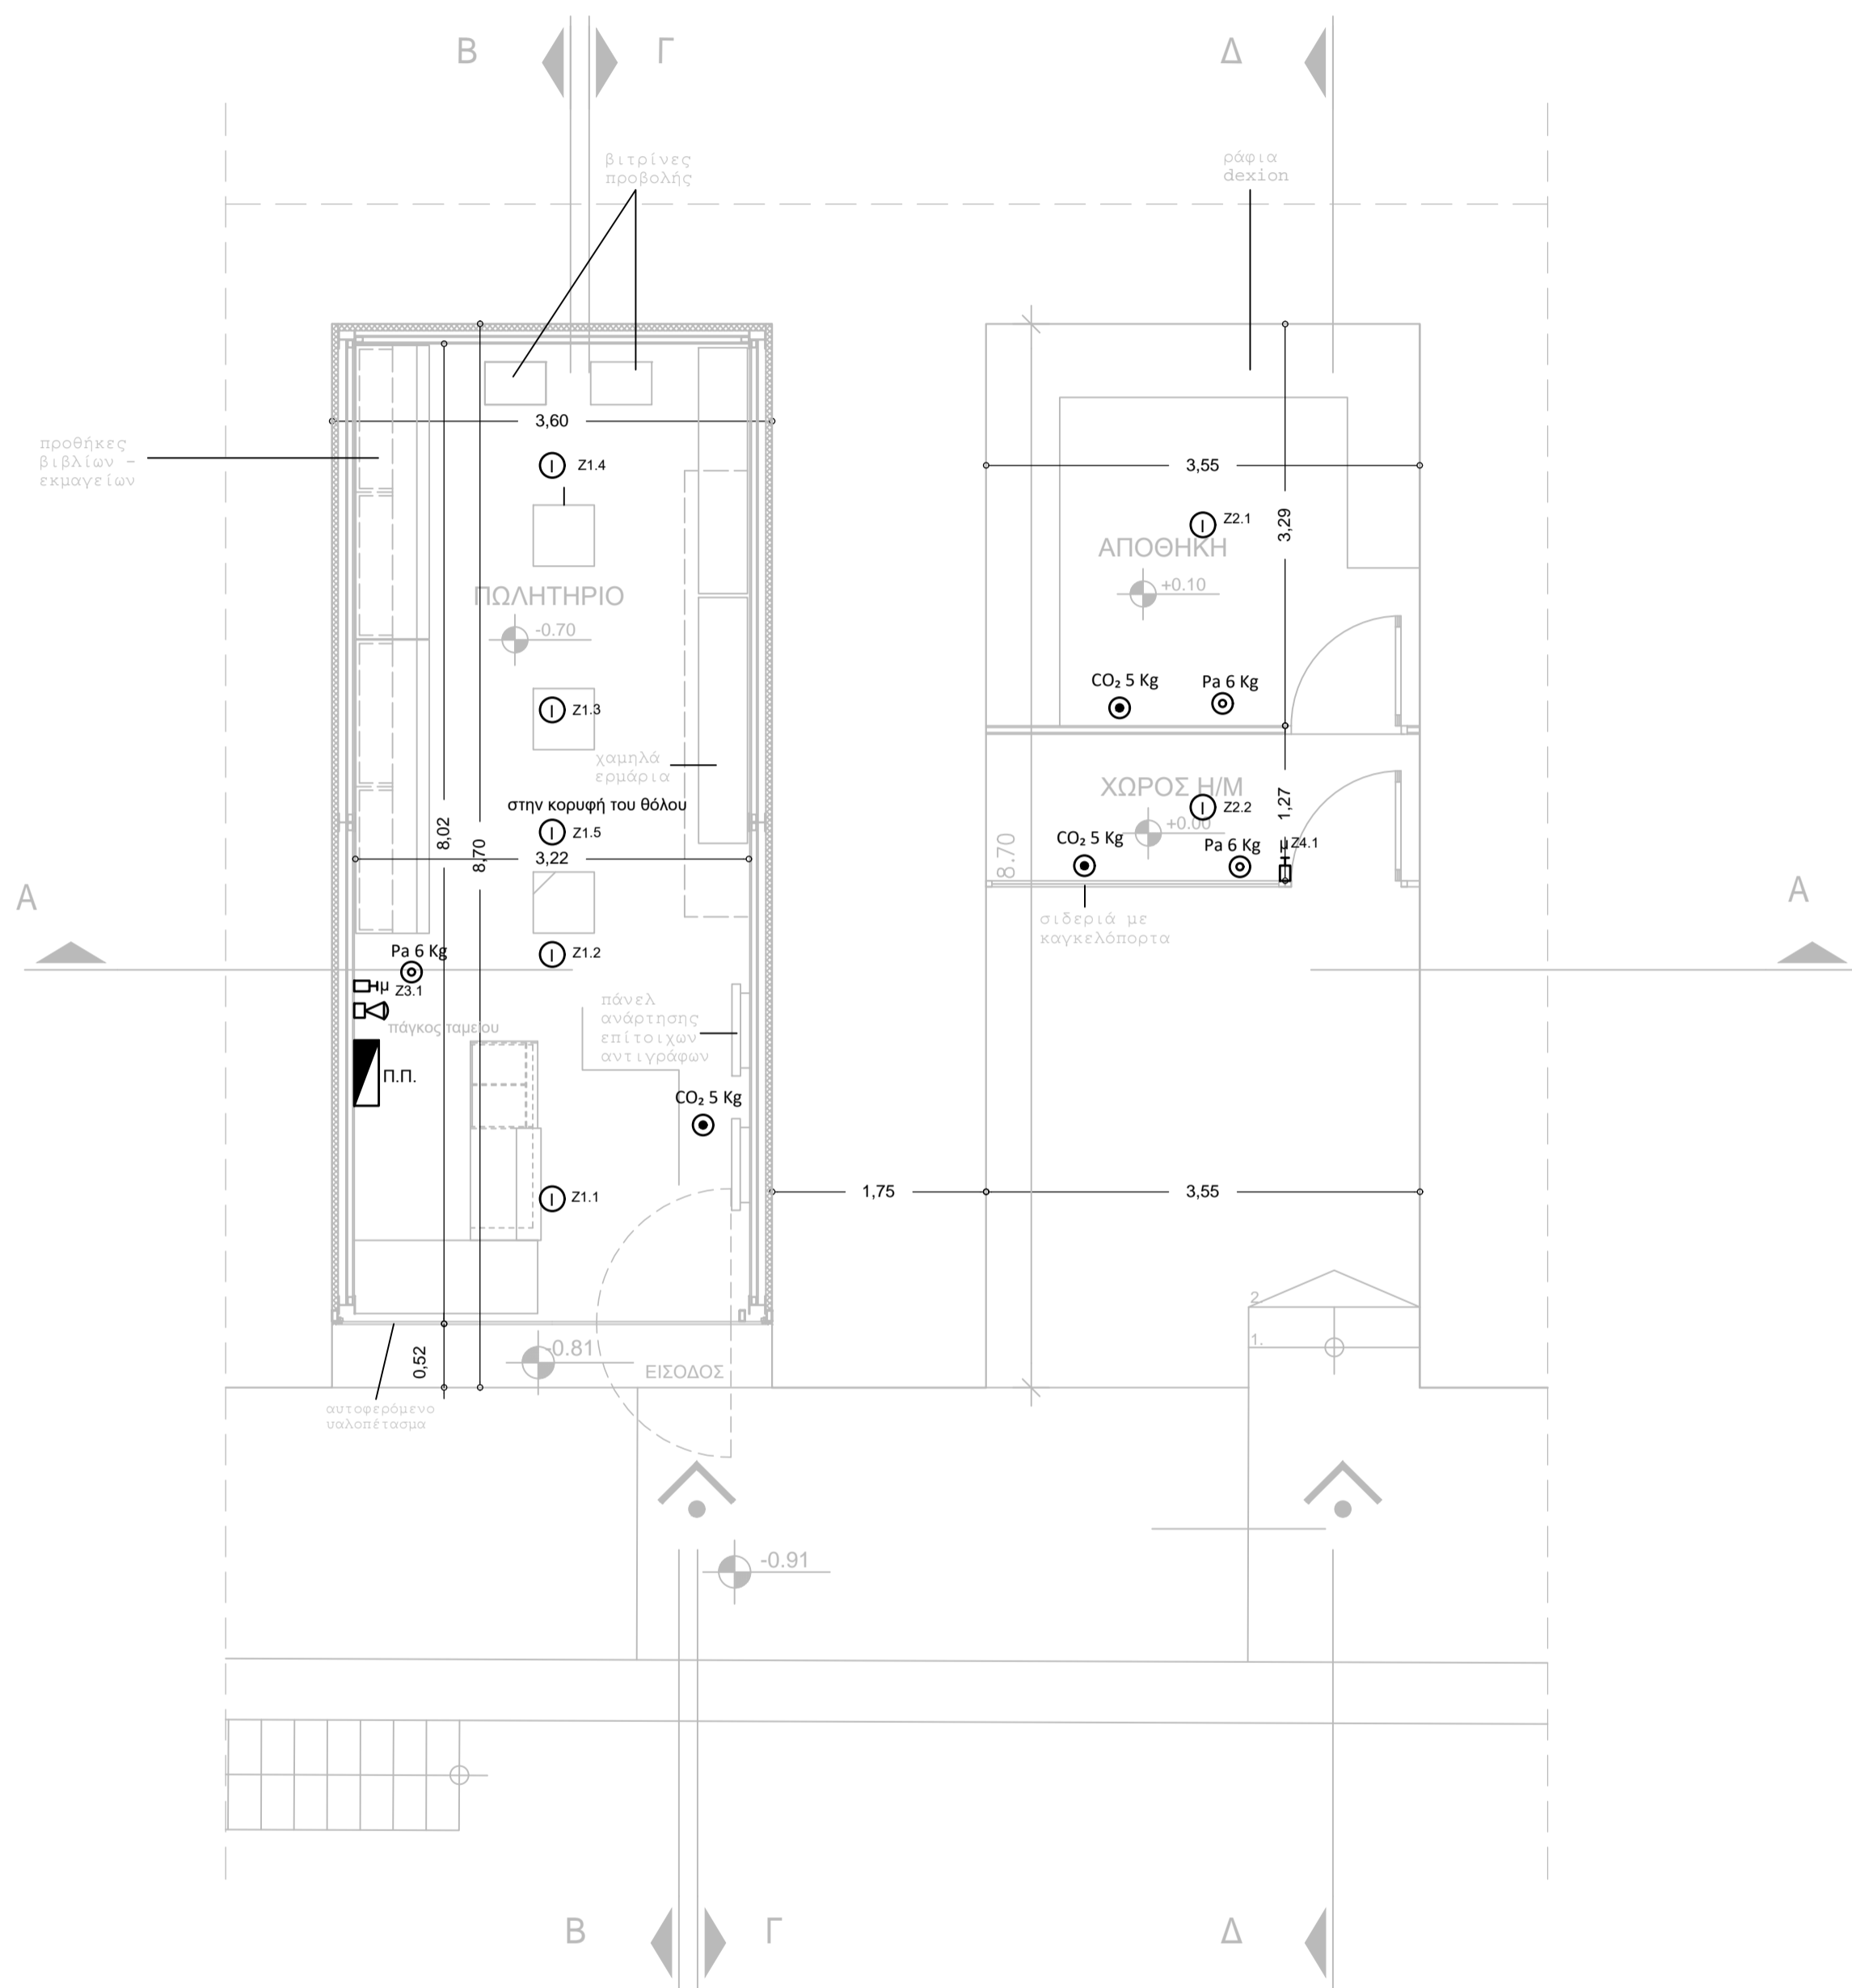 Β
Γ
Δ
βιτρίνες
προβολής
ράφια
dexion
3,60
προθήκες
βιβλίων -
εκμαγείων
Z1.4
3,55
Z2.1
3,29
ΑΠΟΘΗΚΗ
+0.10
ΠΩΛΗΤΗΡΙΟ
-0.70
CO₂ 5 Kg
Pa 6 Kg
Z1.3
χαμηλά
ερμάρια
ΧΩΡΟΣ Η/Μ
Z2.2
1,27
+0.00
στην κορυφή του θόλου
Z1.5
8,02
8,70
3,22
8.70
CO₂ 5 Kg
Pa 6 Kg
μ
Z4.1
Α
Α
σιδεριά με
καγκελόπορτα
Pa 6 Kg
Z1.2
μ
Z3.1
πάγκος ταμείου
πάνελ
ανάρτησης
επίτοιχων
αντιγράφων
Π.Π.
CO₂ 5 Kg
Z1.1
1,75
3,55
2.
1.
0,52
-0.81
ΕΙΣΟΔΟΣ
αυτοφερόμενο
υαλοπέτασμα
-0.91
Β
Γ
Δ